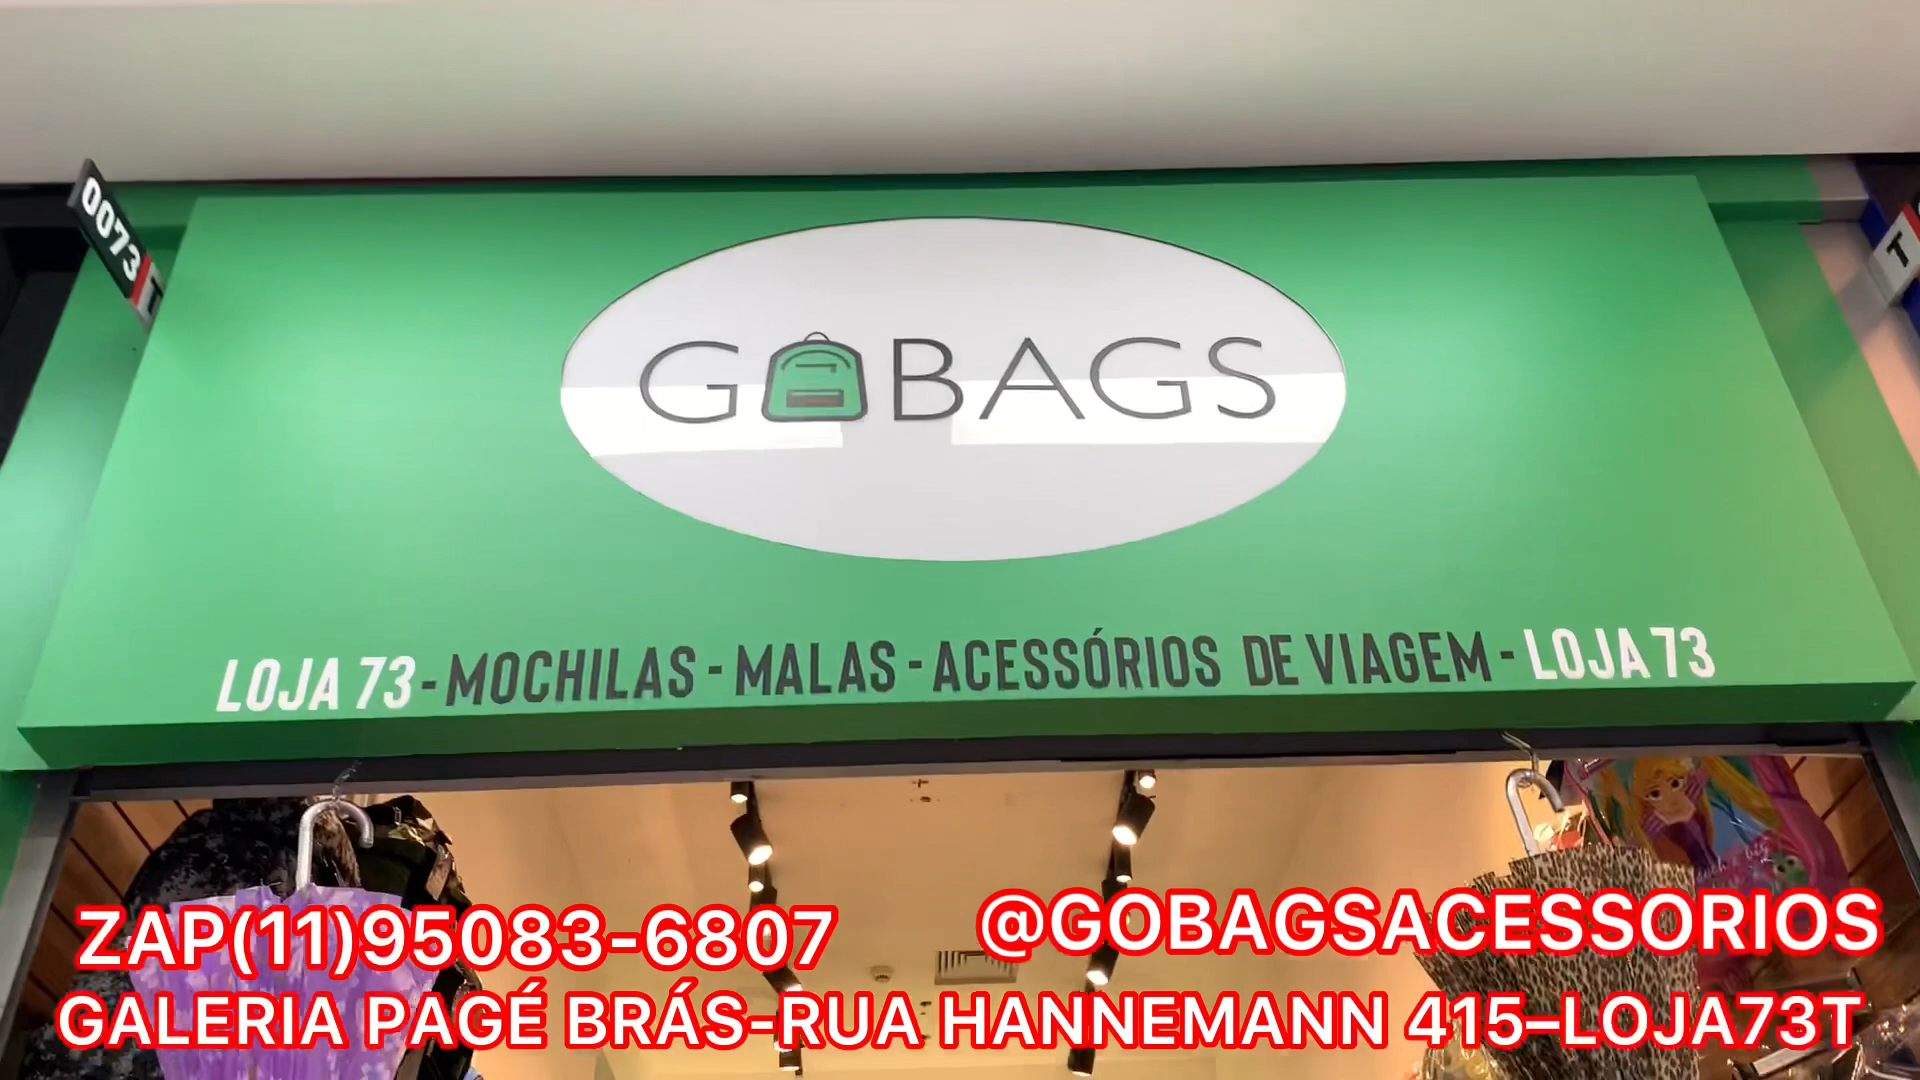 0073
T
T
GOBAGS
LOJA 73 - MOCHILAS - MALAS - ACESSÓRIOS DE VIAGEM - LOJA 73
ZAP(11)95083-6807
@GOBAGSACESSORIOS
GALERIA PAGÉ BRÁS-RUA HANNEMANN 415–LOJA73T